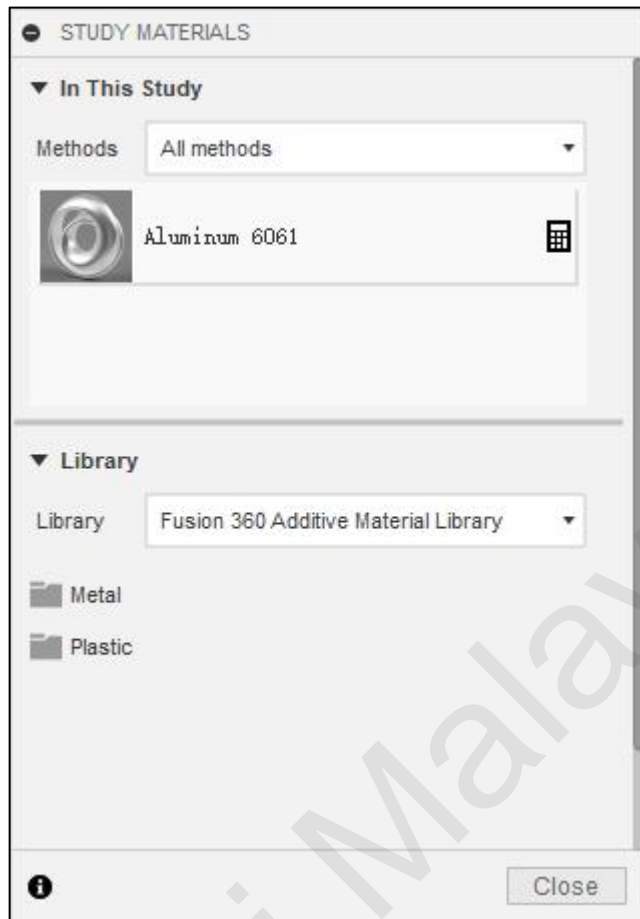 STUDY MATERIALS
In This Study
Methods All methods
Aluminum 6061
Library
Library Fusion 360 Additive Material Library
Metal
Plastic
Close